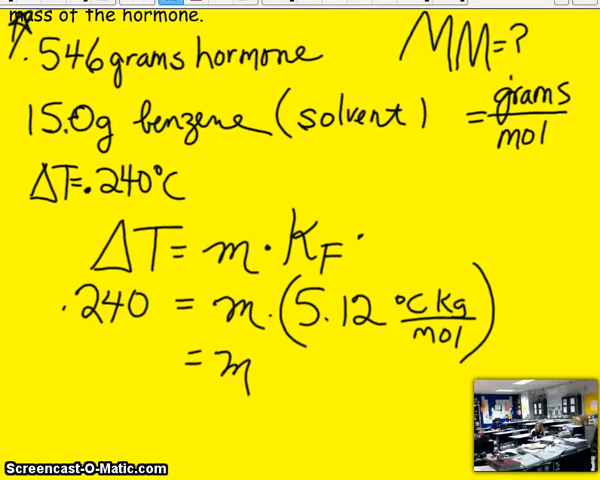 mass of the hormone.
.546 grams hormone MM=?
15.0g benzene (solvent) = grams/mol
ΔT=.240°C
ΔT = m · KF ·
.240 = m · (5.12 °C kg/mol)
= m
Screencast-O-Matic.com